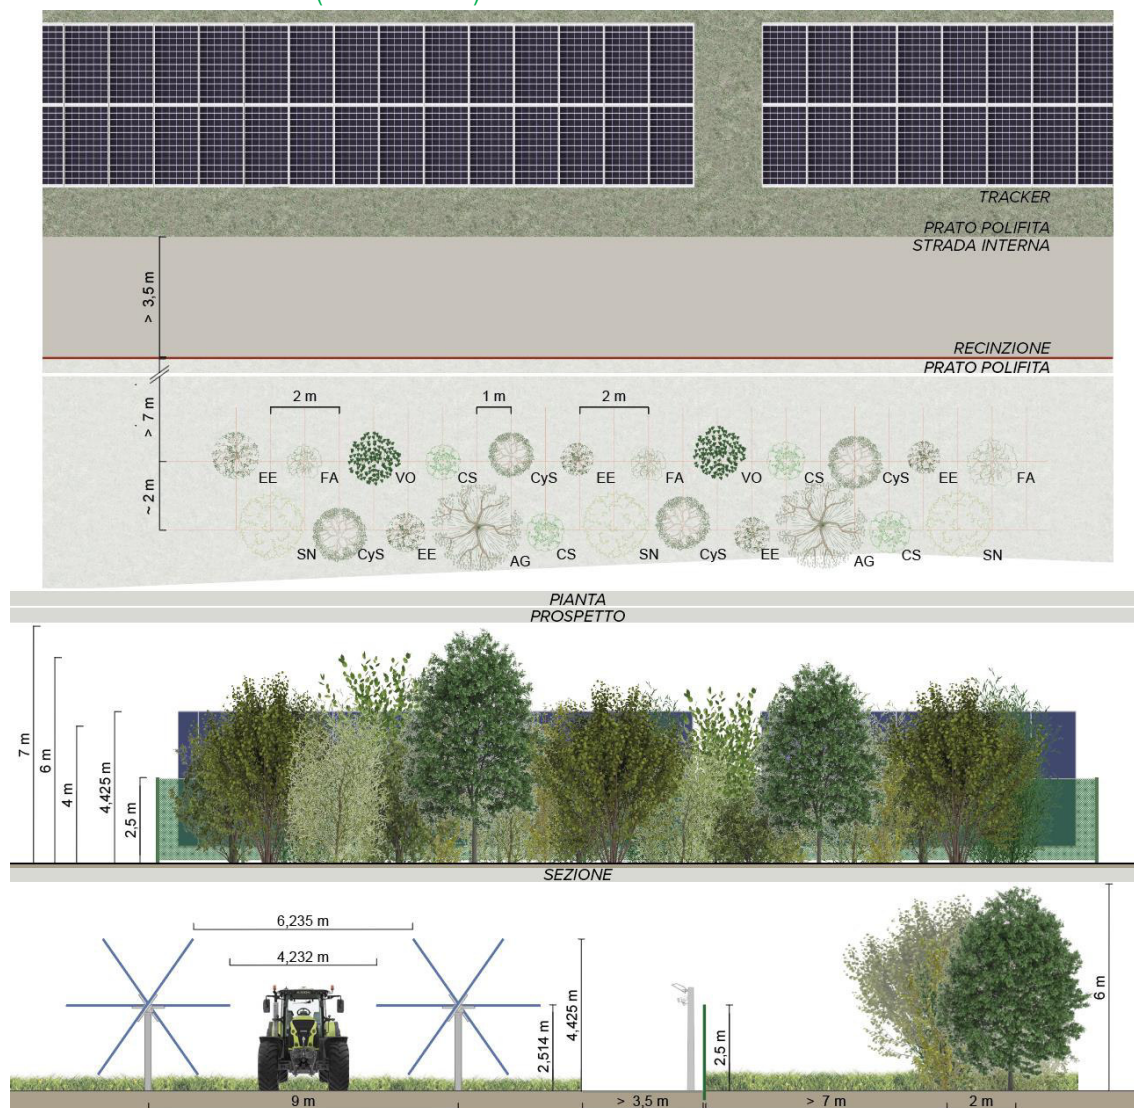 TRACKER
PRATO POLIFITA
STRADA INTERNA
> 3,5 m
RECINZIONE
PRATO POLIFITA
> 7 m
2 m
1 m
2 m
~ 2 m
EE
FA
VO
CS
CyS
EE
FA
VO
CS
CyS
EE
FA
SN
CyS
EE
AG
CS
SN
CyS
EE
AG
CS
SN
PIANTA
PROSPETTO
7 m
6 m
4 m
4,425 m
2,5 m
SEZIONE
6,235 m
4,232 m
2,514 m
4,425 m
2,5 m
6 m
9 m
> 3,5 m
> 7 m
2 m